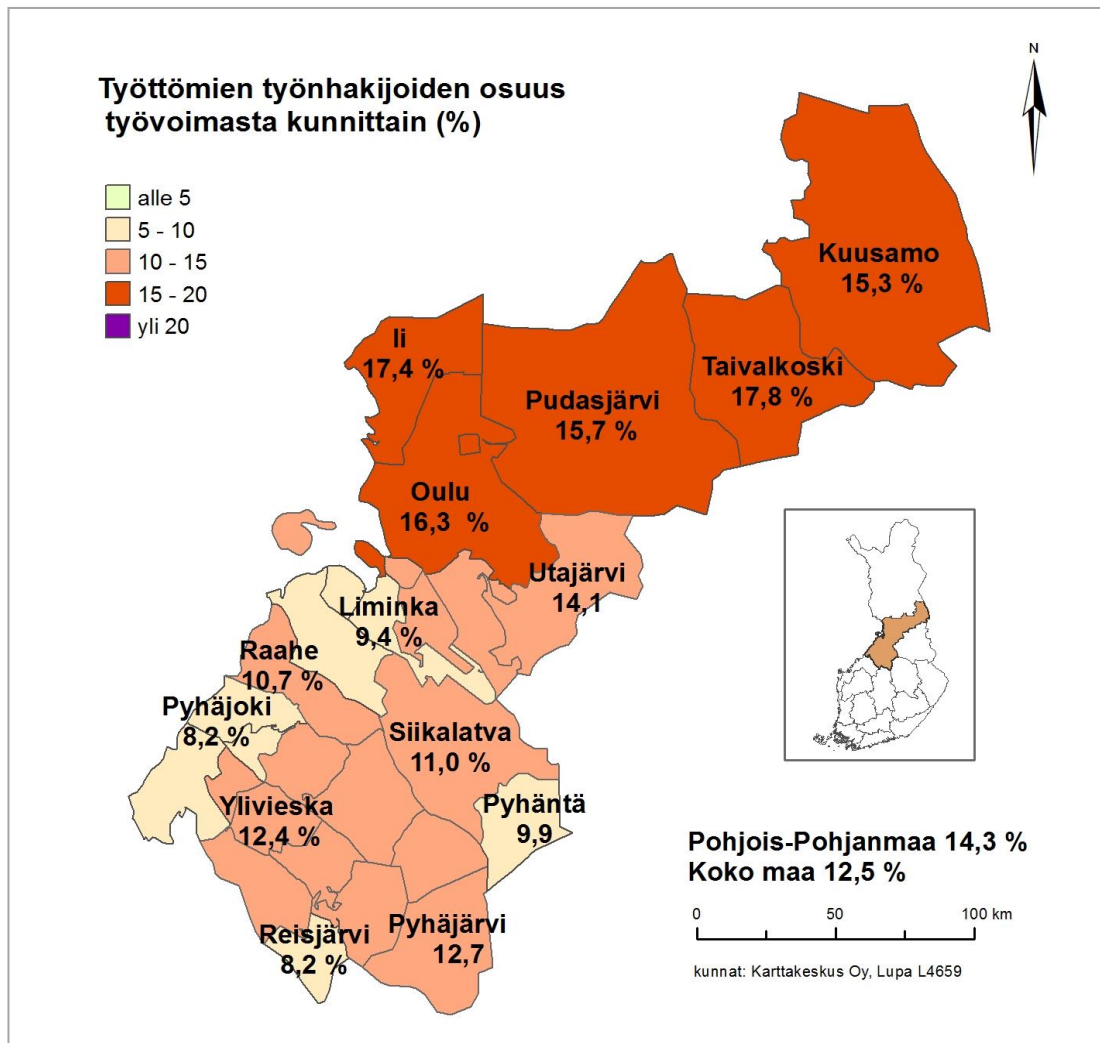 Työttömien työnhakijoiden osuus
työvoimasta kunnittain (%)
N
alle 5
5 - 10
10 - 15
15 - 20
yli 20
Kuusamo
15,3 %
Ii
17,4 %
Taivalkoski
17,8 %
Pudasjärvi
15,7 %
Oulu
16,3 %
Utajärvi
14,1
Liminka
9,4 %
Raahe
10,7 %
Pyhäjoki
8,2 %
Siikalatva
11,0 %
Ylivieska
12,4 %
Pyhäntä
9,9
Reisjärvi
8,2 %
Pyhäjärvi
12,7
Pohjois-Pohjanmaa 14,3 %
Koko maa 12,5 %
0 50 100 km
kunnat: Karttakeskus Oy, Lupa L4659